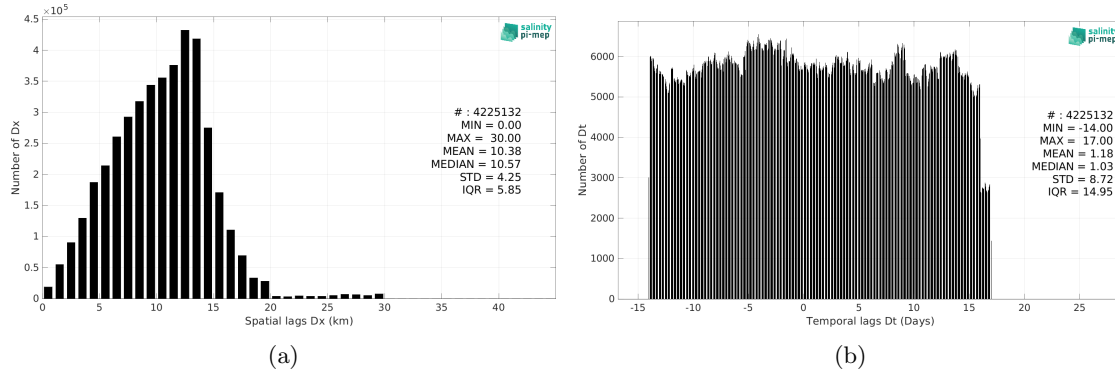 ×10⁵
4.5
4
3.5
3
2.5
2
1.5
1
0.5
0
Number of Dx
salinity
pi-mep
# : 4225132
MIN = 0.00
MAX = 30.00
MEAN = 10.38
MEDIAN = 10.57
STD = 4.25
IQR = 5.85
0 5 10 15 20 25 30 35 40
Spatial lags Dx (km)
(a)
6000
5000
4000
3000
2000
1000
0
Number of Dt
salinity
pi-mep
# : 4225132
MIN = -14.00
MAX = 17.00
MEAN = 1.18
MEDIAN = 1.03
STD = 8.72
IQR = 14.95
-15 -10 -5 0 5 10 15 20 25
Temporal lags Dt (Days)
(b)